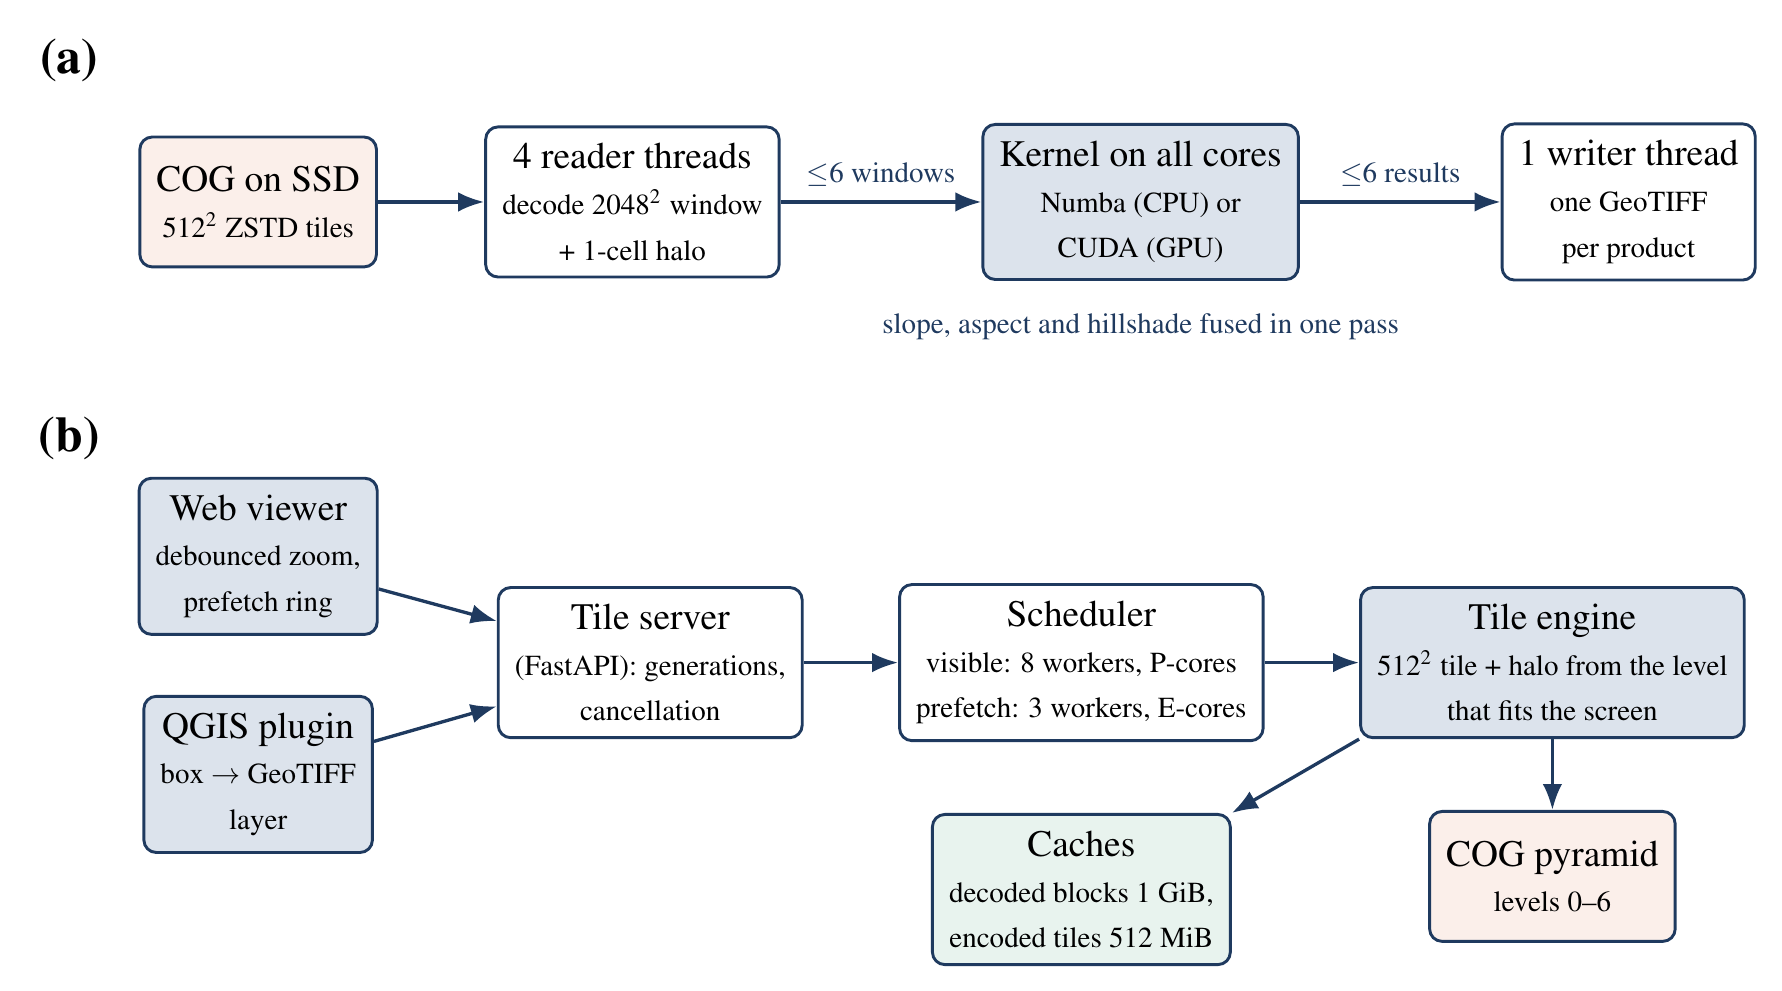 (a)
COG on SSD
512² ZSTD tiles
4 reader threads
decode 2048² window
+ 1-cell halo
≤6 windows
Kernel on all cores
Numba (CPU) or
CUDA (GPU)
≤6 results
1 writer thread
one GeoTIFF
per product
slope, aspect and hillshade fused in one pass
(b)
Web viewer
debounced zoom,
prefetch ring
QGIS plugin
box → GeoTIFF
layer
Tile server
(FastAPI): generations,
cancellation
Scheduler
visible: 8 workers, P-cores
prefetch: 3 workers, E-cores
Tile engine
512² tile + halo from the level
that fits the screen
Caches
decoded blocks 1 GiB,
encoded tiles 512 MiB
COG pyramid
levels 0–6